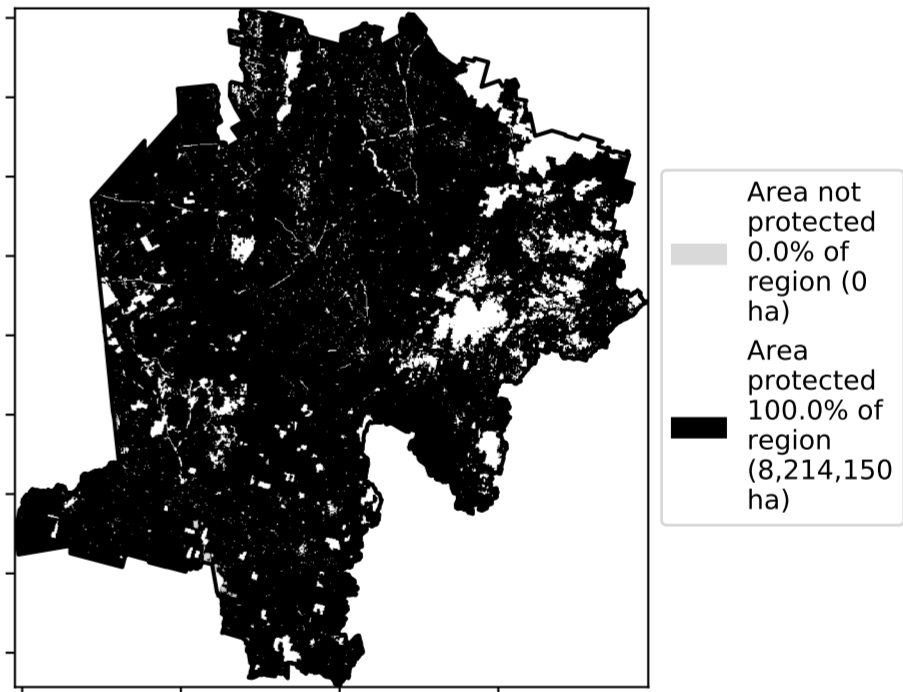 Area not
protected
0.0% of
region (0
ha)
Area
protected
100.0% of
region
(8,214,150
ha)